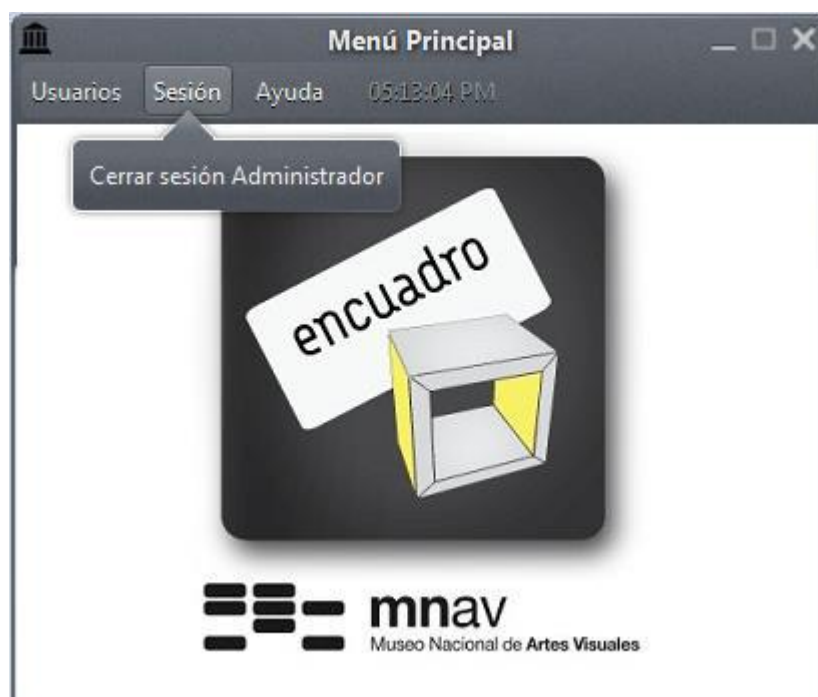 Menú Principal
Usuarios Sesión Ayuda 05:13:04 PM
Cerrar sesión Administrador
encuadro
mnav
Museo Nacional de Artes Visuales